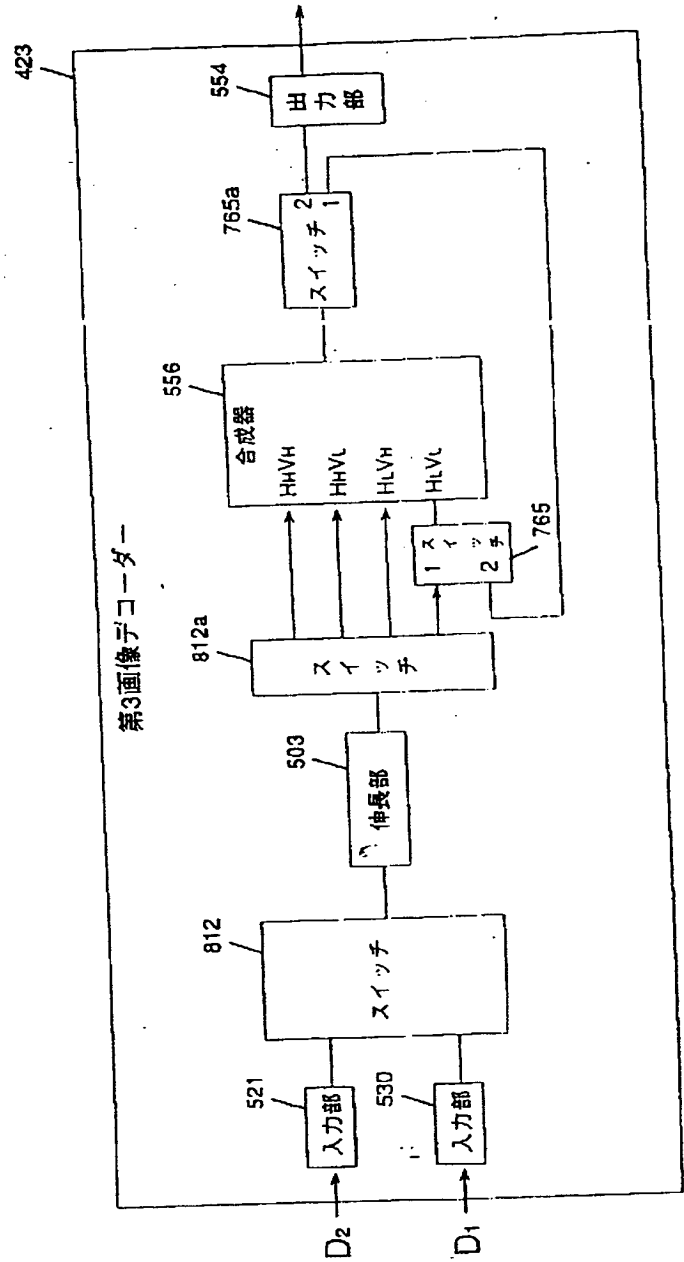 423
第3画像デコーダー
D2
D1
521
入力部
530
入力部
812
スイッチ
503
伸長部
812a
スイッチ
556
合成器
HHVH
HHVL
HLVH
HLVL
1
スイッチ
2
765
765a
スイッチ
2
1
554
出力部